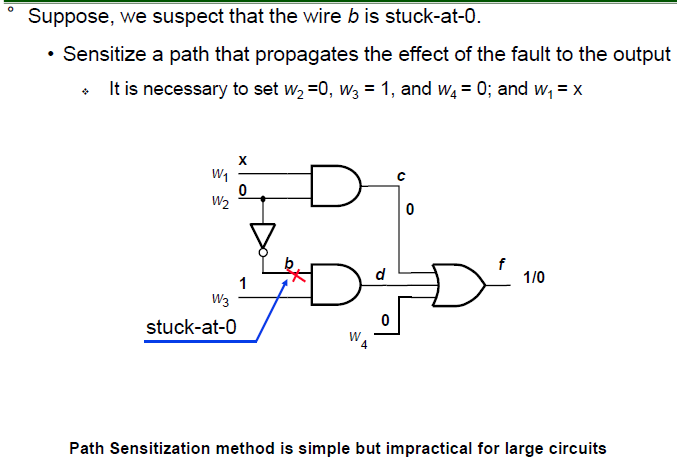 ° Suppose, we suspect that the wire b is stuck-at-0.
• Sensitize a path that propagates the effect of the fault to the output
❖ It is necessary to set w₂ =0, w₃ = 1, and w₄ = 0; and w₁ = x
x
w₁
c
0
w₂
0
b
d
f
1/0
1
w₃
stuck-at-0
0
w₄
Path Sensitization method is simple but impractical for large circuits